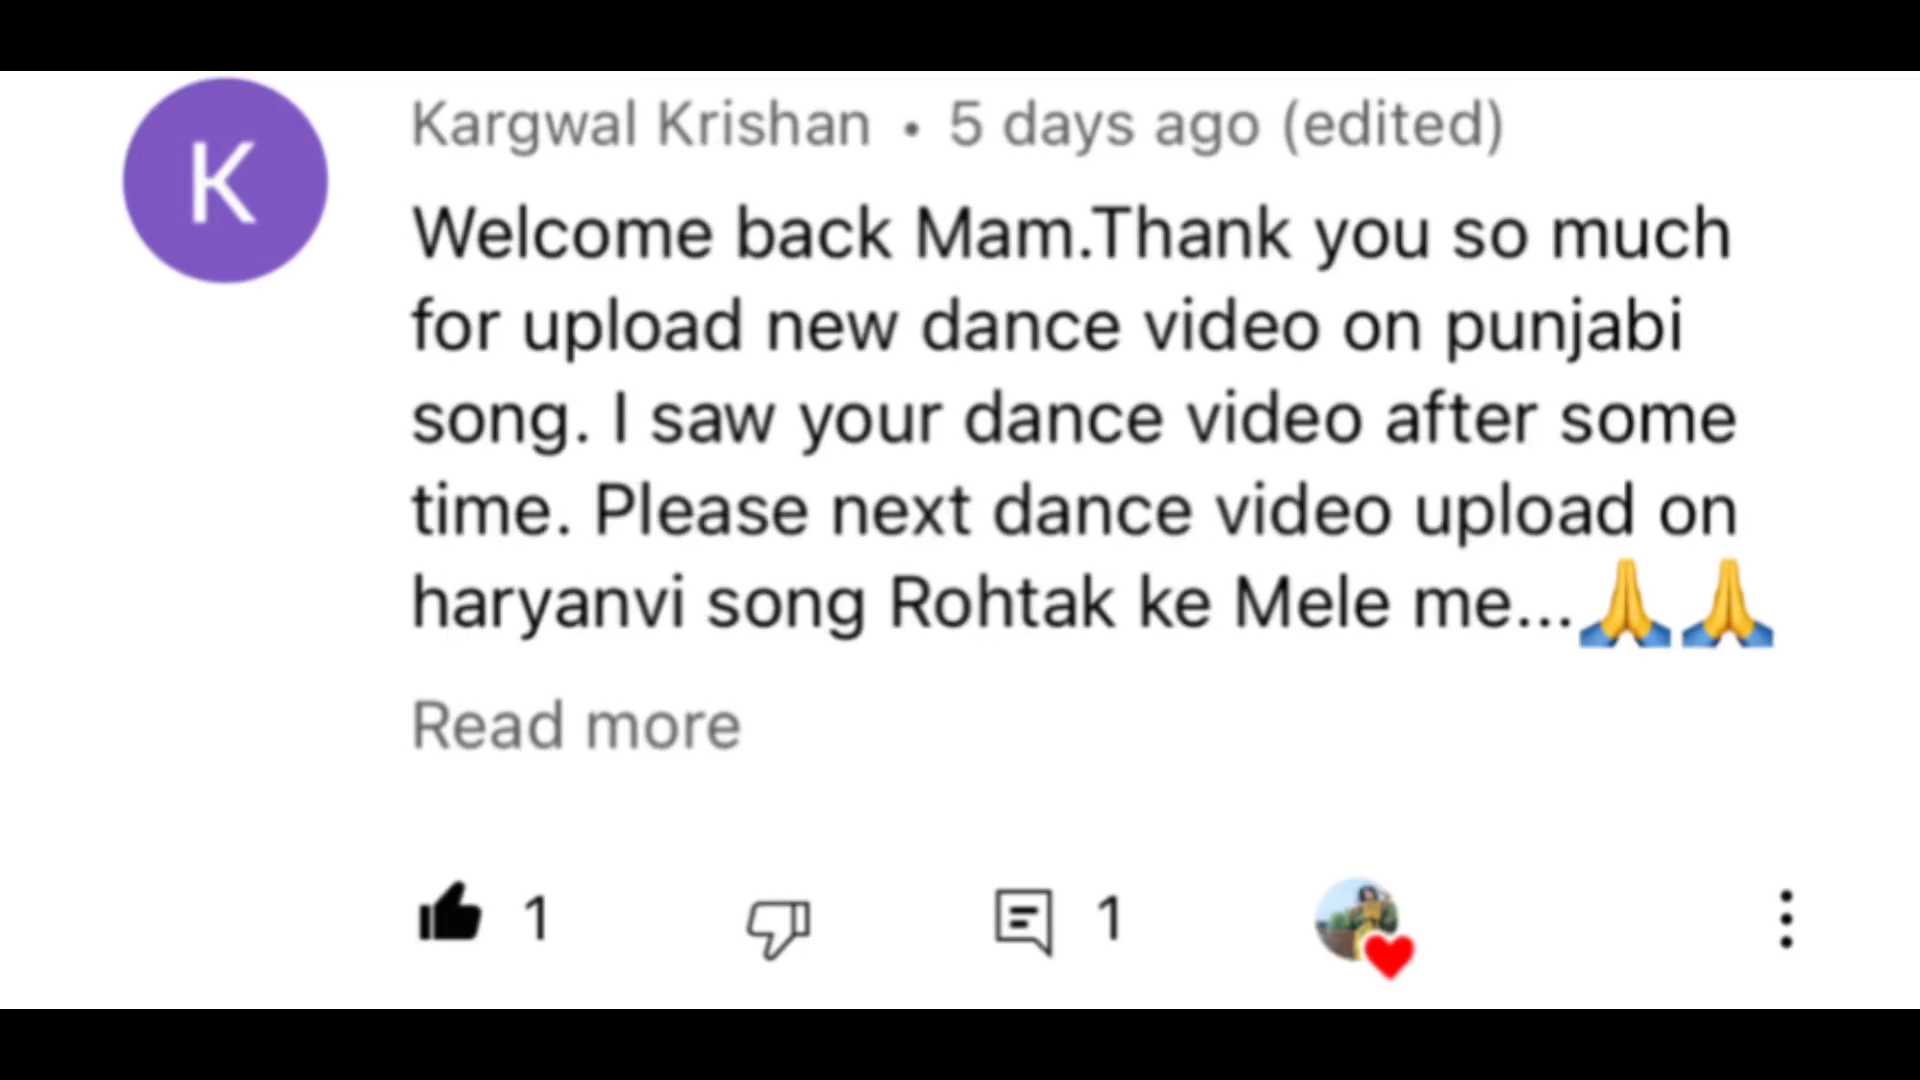 K
Kargwal Krishan • 5 days ago (edited)
Welcome back Mam.Thank you so much
for upload new dance video on punjabi
song. I saw your dance video after some
time. Please next dance video upload on
haryanvi song Rohtak ke Mele me...🙏🙏
Read more
1 1